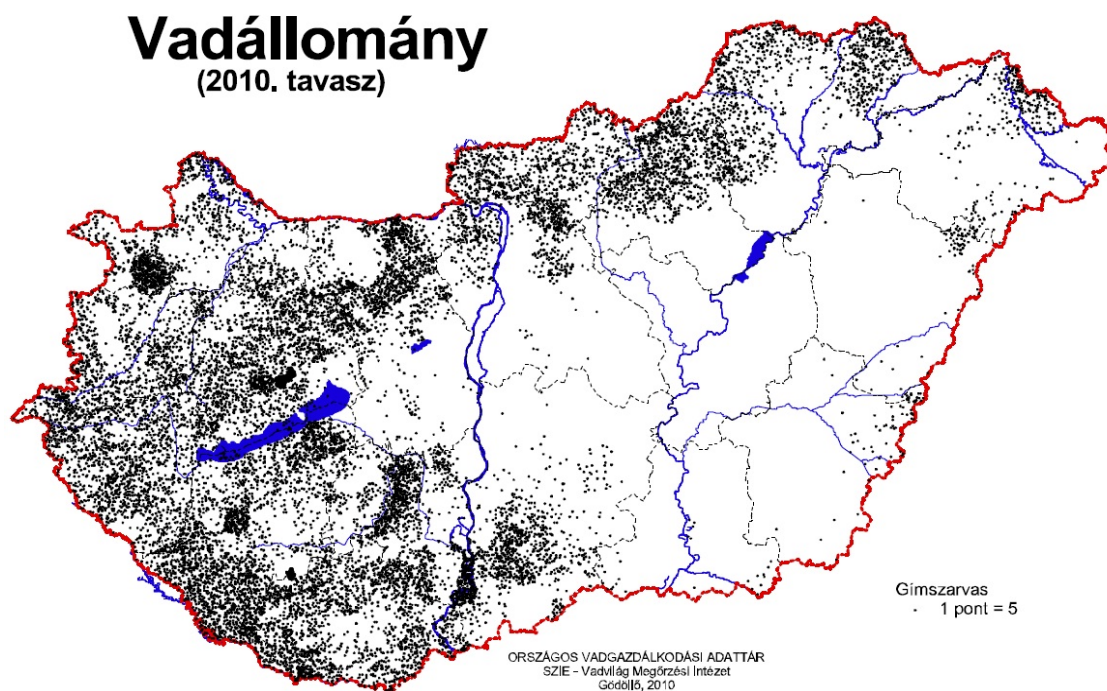 Vadállomány
(2010. tavasz)
Gímszarvas
1 pont = 5
ORSZÁGOS VADGAZDÁLKODÁSI ADATTÁR
SZIE - Vadvilág Megőrzési Intézet
Gödöllő, 2010